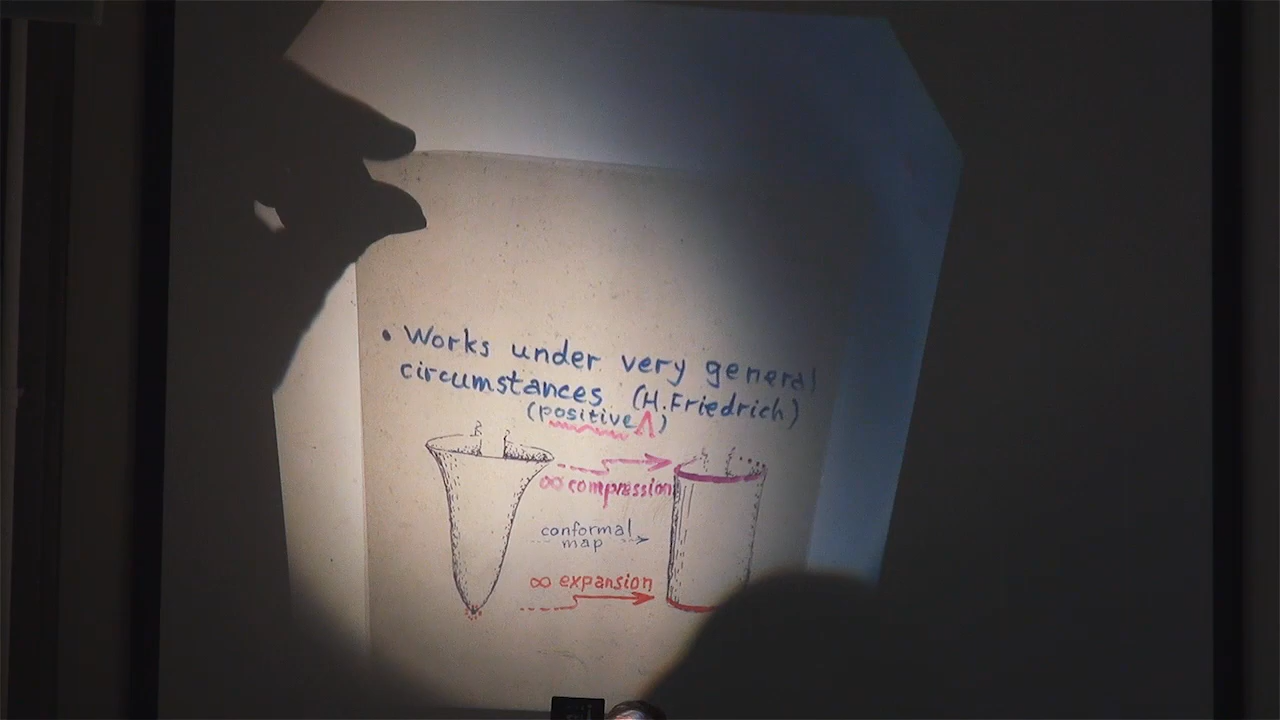 • Works under very general
circumstances (H.Friedrich)
(positive Λ)
∞ compression
conformal
map
∞ expansion